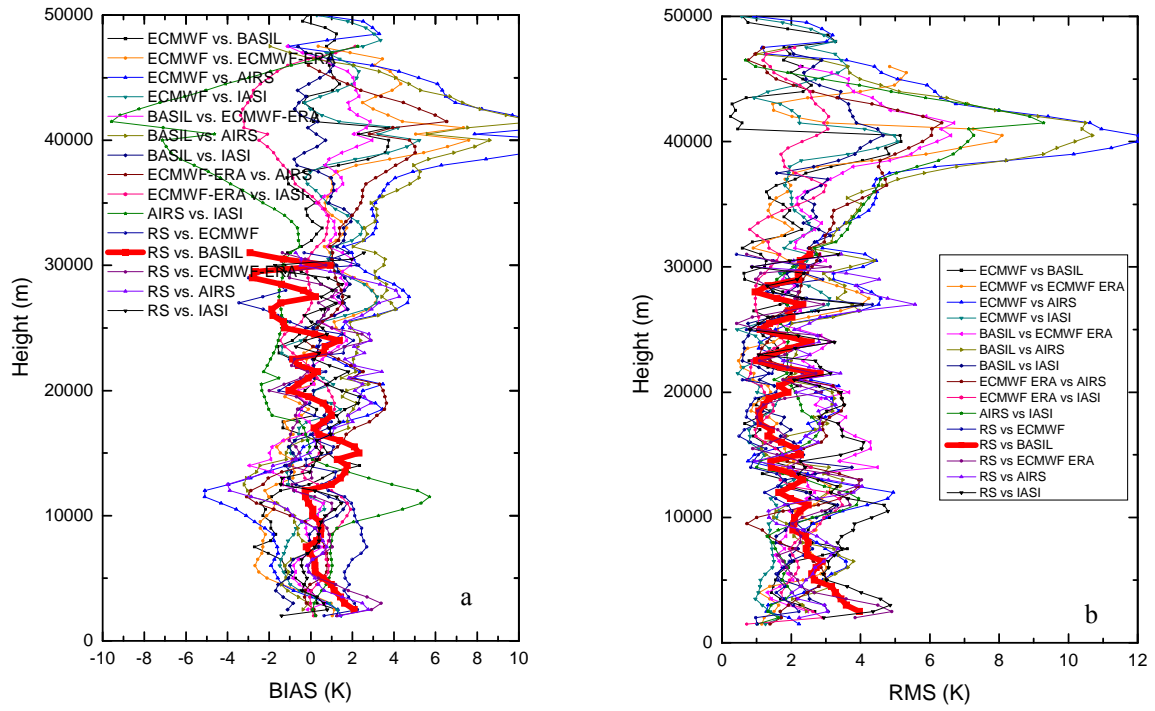 50000
40000
30000
20000
10000
0
Height (m)
ECMWF vs. BASIL
ECMWF vs. ECMWF-ERA
ECMWF vs. AIRS
ECMWF vs. IASI
BASIL vs. ECMWF-ERA
BASIL vs. AIRS
BASIL vs. IASI
ECMWF-ERA vs. AIRS
ECMWF-ERA vs. IASI
AIRS vs. IASI
RS vs. ECMWF
RS vs. BASIL
RS vs. ECMWF-ERA
RS vs. AIRS
RS vs. IASI
a
-10 -8 -6 -4 -2 0 2 4 6 8 10
BIAS (K)
50000
40000
30000
20000
10000
0
Height (m)
ECMWF vs BASIL
ECMWF vs ECMWF ERA
ECMWF vs AIRS
ECMWF vs IASI
BASIL vs ECMWF ERA
BASIL vs AIRS
BASIL vs IASI
ECMWF ERA vs AIRS
ECMWF ERA vs IASI
AIRS vs IASI
RS vs ECMWF
RS vs BASIL
RS vs ECMWF ERA
RS vs AIRS
RS vs IASI
b
0 2 4 6 8 10 12
RMS (K)